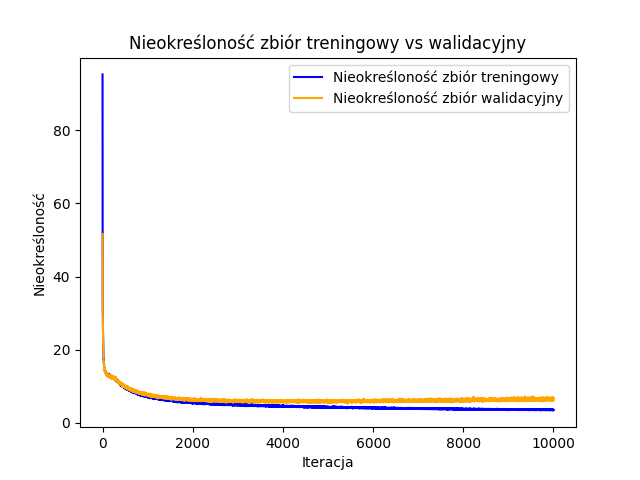 Nieokreśloność zbiór treningowy vs walidacyjny
Nieokreśloność zbiór treningowy
Nieokreśloność zbiór walidacyjny
Nieokreśloność
80
60
40
20
0
0 2000 4000 6000 8000 10000
Iteracja